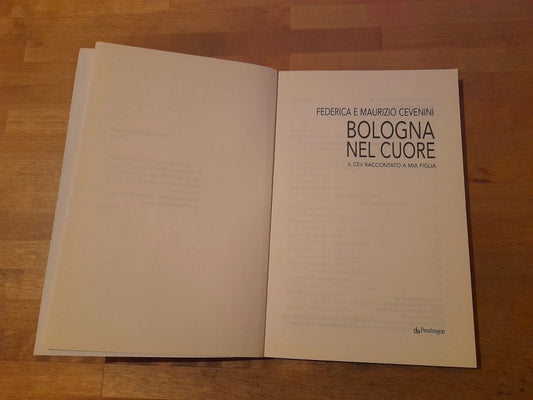 FEDERICA E MAURIZIO CEVENINI
BOLOGNA
NEL CUORE
IL CEV RACCONTATO A MIA FIGLIA
Pendragon